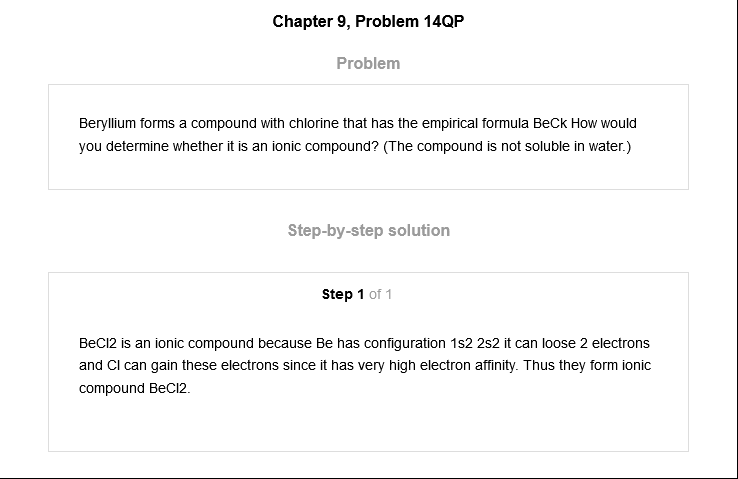 Chapter 9, Problem 14QP
Problem
Beryllium forms a compound with chlorine that has the empirical formula BeCk How would
you determine whether it is an ionic compound? (The compound is not soluble in water.)
Step-by-step solution
Step 1 of 1
BeCl2 is an ionic compound because Be has configuration 1s2 2s2 it can loose 2 electrons
and Cl can gain these electrons since it has very high electron affinity. Thus they form ionic
compound BeCl2.